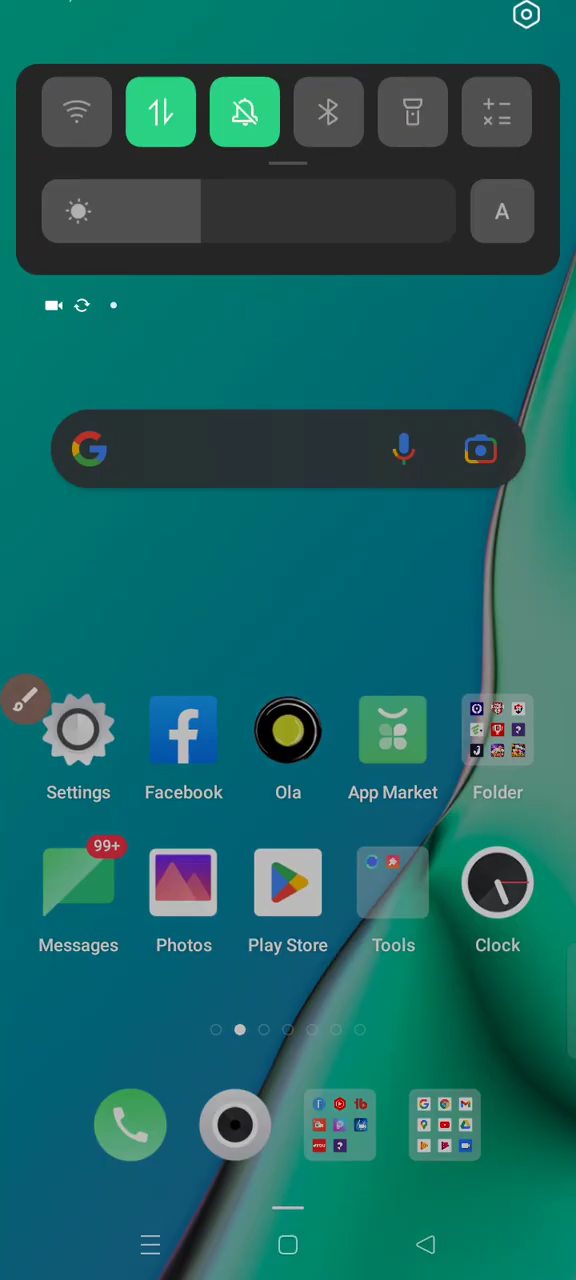 A
Settings
Facebook
Ola
App Market
Folder
99+
Messages
Photos
Play Store
Tools
Clock